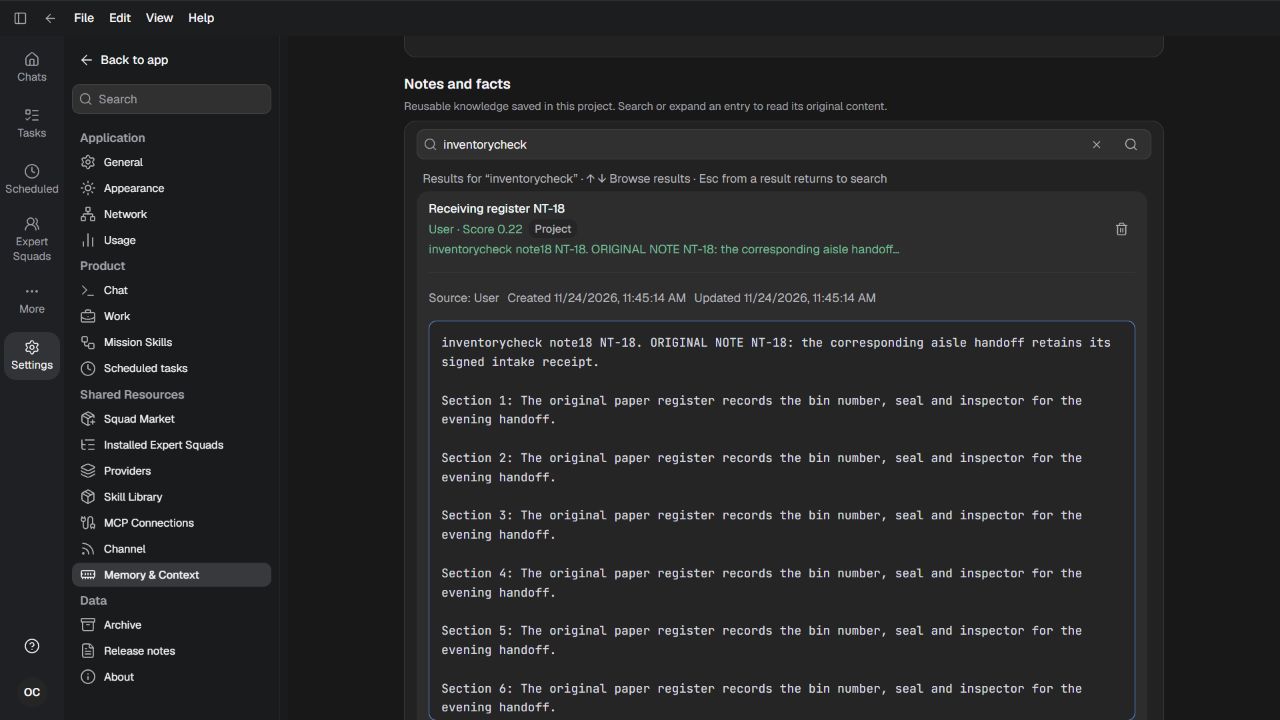 File Edit View Help
Chats
Tasks
Scheduled
Expert
Squads
More
Settings
OC
Back to app
Search
Application
General
Appearance
Network
Usage
Product
Chat
Work
Mission Skills
Scheduled tasks
Shared Resources
Squad Market
Installed Expert Squads
Providers
Skill Library
MCP Connections
Channel
Memory & Context
Data
Archive
Release notes
About
Notes and facts
Reusable knowledge saved in this project. Search or expand an entry to read its original content.
inventorycheck
Results for “inventorycheck” · ↑↓ Browse results · Esc from a result returns to search
Receiving register NT-18
User · Score 0.22 Project
inventorycheck note18 NT-18. ORIGINAL NOTE NT-18: the corresponding aisle handoff…
Source: User Created 11/24/2026, 11:45:14 AM Updated 11/24/2026, 11:45:14 AM
inventorycheck note18 NT-18. ORIGINAL NOTE NT-18: the corresponding aisle handoff retains its
signed intake receipt.
Section 1: The original paper register records the bin number, seal and inspector for the
evening handoff.
Section 2: The original paper register records the bin number, seal and inspector for the
evening handoff.
Section 3: The original paper register records the bin number, seal and inspector for the
evening handoff.
Section 4: The original paper register records the bin number, seal and inspector for the
evening handoff.
Section 5: The original paper register records the bin number, seal and inspector for the
evening handoff.
Section 6: The original paper register records the bin number, seal and inspector for the
evening handoff.